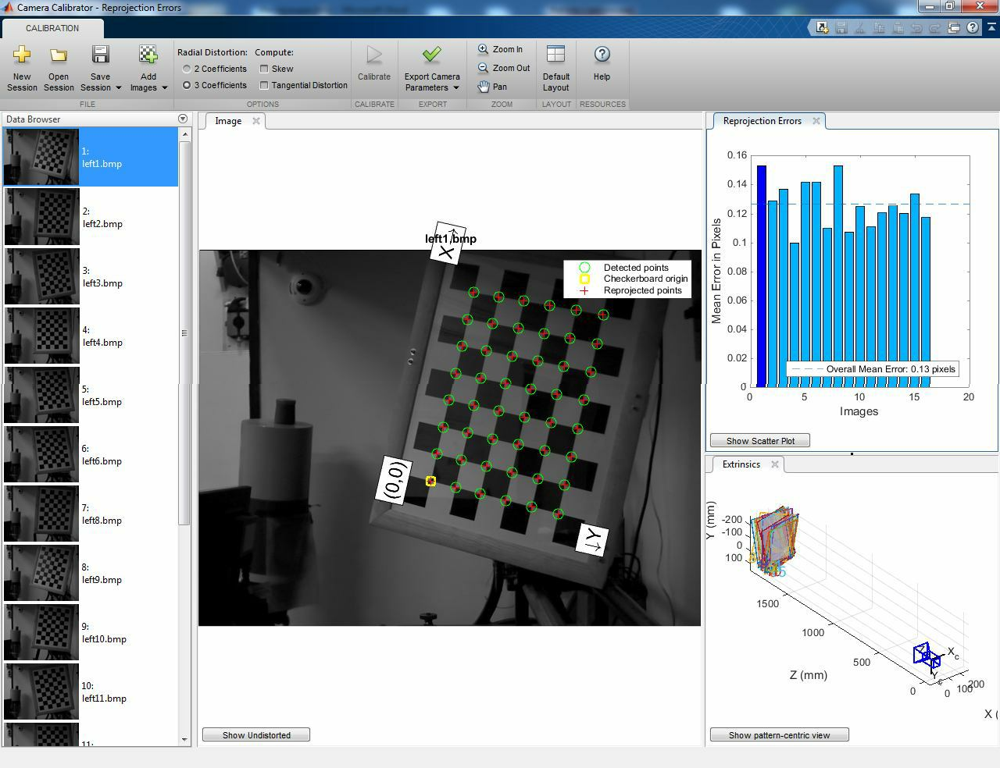 Camera Calibrator - Reprojection Errors
CALIBRATION
New Session
Open Session
Save Session
Add Images
Radial Distortion:
2 Coefficients
3 Coefficients
Compute:
Skew
Tangential Distortion
Calibrate
Export Camera Parameters
Zoom In
Zoom Out
Pan
Default Layout
Help
FILE
OPTIONS
CALIBRATE
EXPORT
ZOOM
LAYOUT
RESOURCES
Data Browser
1:
left1.bmp
2:
left2.bmp
3:
left3.bmp
4:
left4.bmp
5:
left5.bmp
6:
left6.bmp
7:
left8.bmp
8:
left9.bmp
9:
left10.bmp
10:
left11.bmp
11:
Image
left1.bmp
X→
Detected points
Checkerboard origin
Reprojected points
(0,0)
Y→
Show Undistorted
Reprojection Errors
0.16
0.14
0.12
0.1
0.08
0.06
0.04
0.02
0
Mean Error in Pixels
Overall Mean Error: 0.13 pixels
0
5
10
15
20
Images
Show Scatter Plot
Extrinsics
Y (mm)
-200
-100
0
100
1500
1000
500
0
Z (mm)
Xc
Yc
0
100
200
X (
Show pattern-centric view